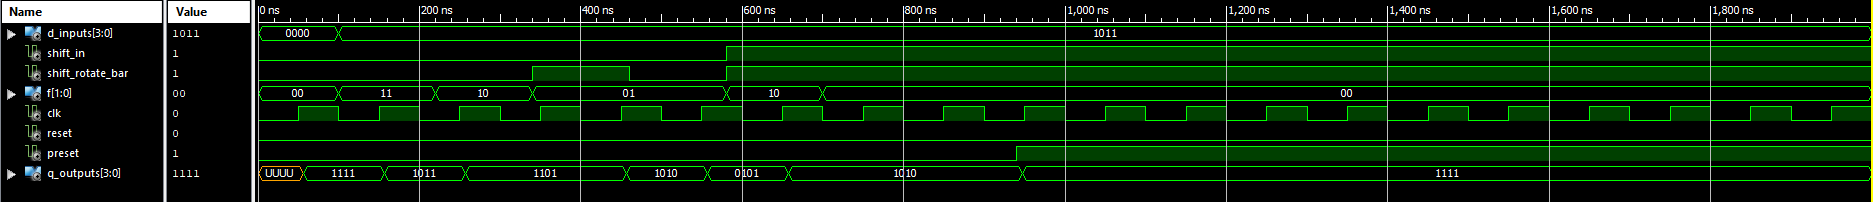 Name Value 0 ns 200 ns 400 ns 600 ns 800 ns 1,000 ns 1,200 ns 1,400 ns 1,600 ns 1,800 ns
d_inputs[3:0] 1011 0000 1011
shift_in 1
shift_rotate_bar 1
f[1:0] 00 00 11 10 01 10 00
clk 0
reset 0
preset 1
q_outputs[3:0] 1111 UUUU 1111 1011 1101 1010 0101 1010 1111